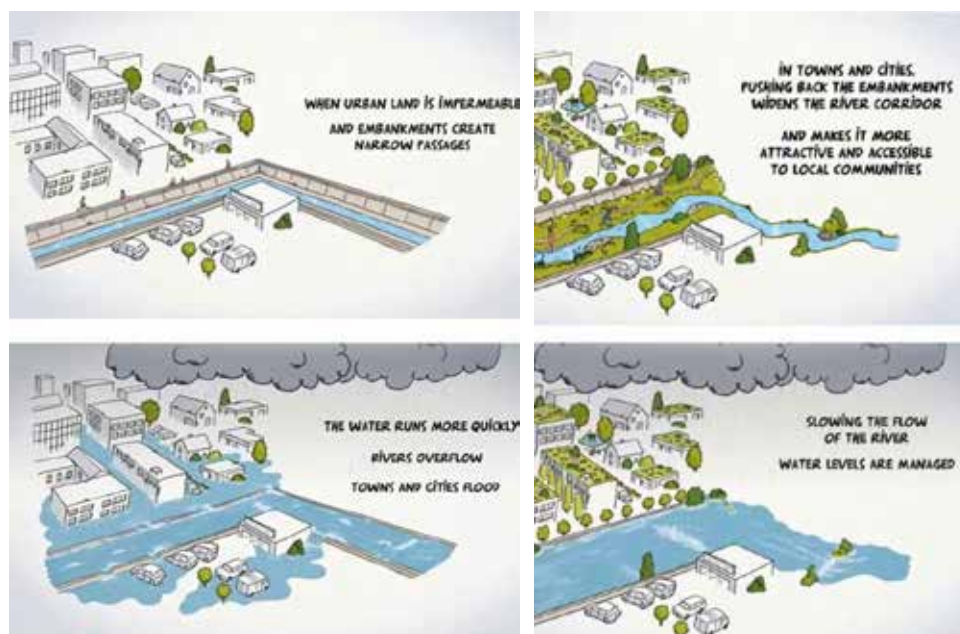 WHEN URBAN LAND IS IMPERMEABLE
AND EMBANKMENTS CREATE
NARROW PASSAGES
IN TOWNS AND CITIES,
PUSHING BACK THE EMBANKMENTS
WIDENS THE RIVER CORRIDOR
AND MAKES IT MORE
ATTRACTIVE AND ACCESSIBLE
TO LOCAL COMMUNITIES
THE WATER RUNS MORE QUICKLY
RIVERS OVERFLOW
TOWNS AND CITIES FLOOD
SLOWING THE FLOW
OF THE RIVER
WATER LEVELS ARE MANAGED